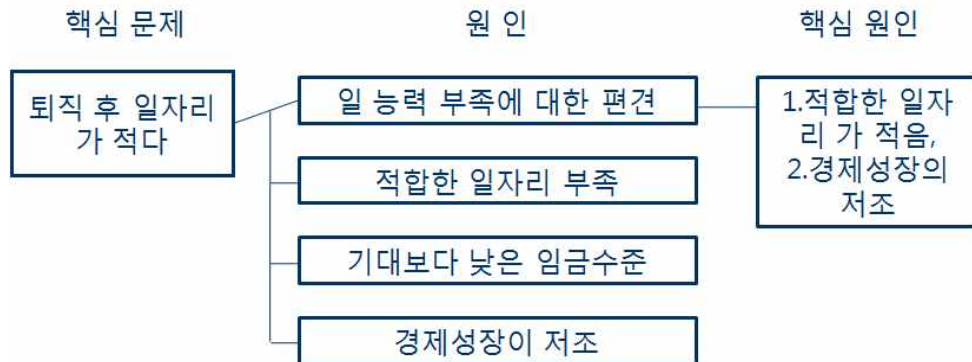 핵심 문제
원 인
핵심 원인
퇴직 후 일자리
가 적다
일 능력 부족에 대한 편견
적합한 일자리 부족
기대보다 낮은 임금수준
경제성장이 저조
1.적합한 일자
리 가 적음,
2.경제성장의
저조